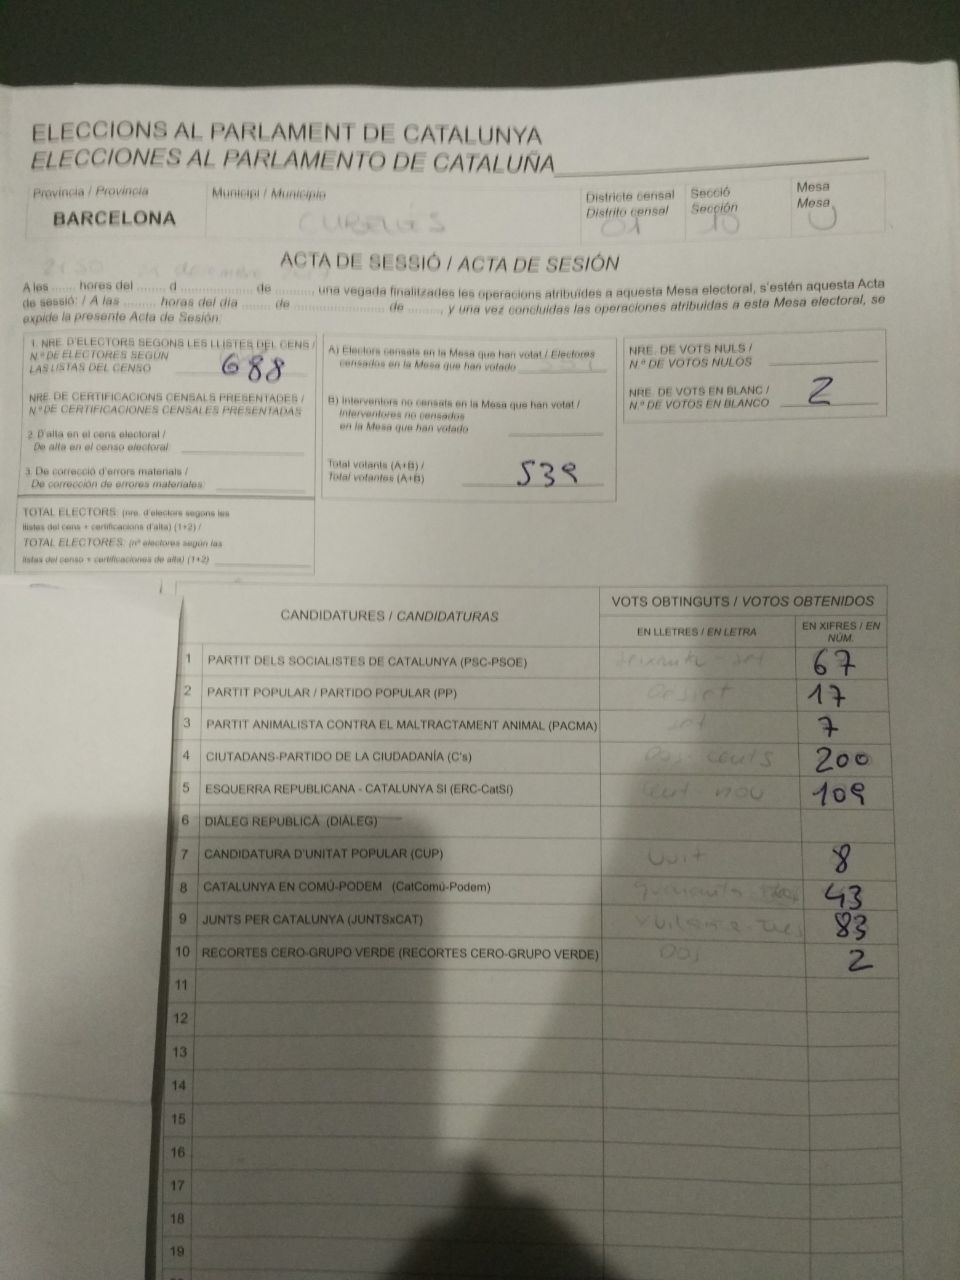 ELECCIONS AL PARLAMENT DE CATALUNYA
ELECCIONES AL PARLAMENTO DE CATALUÑA
Província / Provincia
Municipi / Municipio
Districte censal
Distrito censal
Secció
Sección
Mesa
Mesa
BARCELONA
CUBELLES
01
10
U
ACTA DE SESSIÓ / ACTA DE SESIÓN
A les ...... hores del ....... d .................... de .........., una vegada finalitzades les operacions atribuïdes a aquesta Mesa electoral, s'estén aquesta Acta
de sessió: / A las ......... horas del día ....... de ........................ de ........, y una vez concluidas las operaciones atribuidas a esta Mesa electoral, se
expide la presente Acta de Sesión:
1. NRE. D'ELECTORS SEGONS LES LLISTES DEL CENS /
N.º DE ELECTORES SEGÚN
LAS LISTAS DEL CENSO 688
NRE. DE CERTIFICACIONS CENSALS PRESENTADES /
N.º DE CERTIFICACIONES CENSALES PRESENTADAS
2. D'alta en el cens electoral /
De alta en el censo electoral:
3. De correcció d'errors materials /
De corrección de errores materiales:
TOTAL ELECTORS: (nre. d'electors segons les
llistes del cens + certificacions d'alta) (1+2) /
TOTAL ELECTORES: (nº electores según las
listas del censo + certificaciones de alta) (1+2)
A) Electors censats en la Mesa que han votat / Electores
censados en la Mesa que han votado
B) Interventors no censats en la Mesa que han votat /
Interventores no censados
en la Mesa que han votado
Total votants (A+B) /
Total votantes (A+B) 539
NRE. DE VOTS NULS /
N.º DE VOTOS NULOS
NRE. DE VOTS EN BLANC /
N.º DE VOTOS EN BLANCO 2
CANDIDATURES / CANDIDATURAS
VOTS OBTINGUTS / VOTOS OBTENIDOS
EN LLETRES / EN LETRA
EN XIFRES / EN
NÚM.
1 PARTIT DELS SOCIALISTES DE CATALUNYA (PSC-PSOE) seixanta-set 67
2 PARTIT POPULAR / PARTIDO POPULAR (PP) disset 17
3 PARTIT ANIMALISTA CONTRA EL MALTRACTAMENT ANIMAL (PACMA) set 7
4 CIUTADANS-PARTIDO DE LA CIUDADANÍA (C's) Dos-cents 200
5 ESQUERRA REPUBLICANA - CATALUNYA SÍ (ERC-CatSí) Cent nou 109
6 DIÀLEG REPUBLICÀ (DIÀLEG)
7 CANDIDATURA D'UNITAT POPULAR (CUP) Vuit 8
8 CATALUNYA EN COMÚ-PODEM (CatComú-Podem) 43
9 JUNTS PER CATALUNYA (JUNTSxCAT) Vuitanta-tres 83
10 RECORTES CERO-GRUPO VERDE (RECORTES CERO-GRUPO VERDE) Dos 2
11
12
13
14
15
16
17
18
19